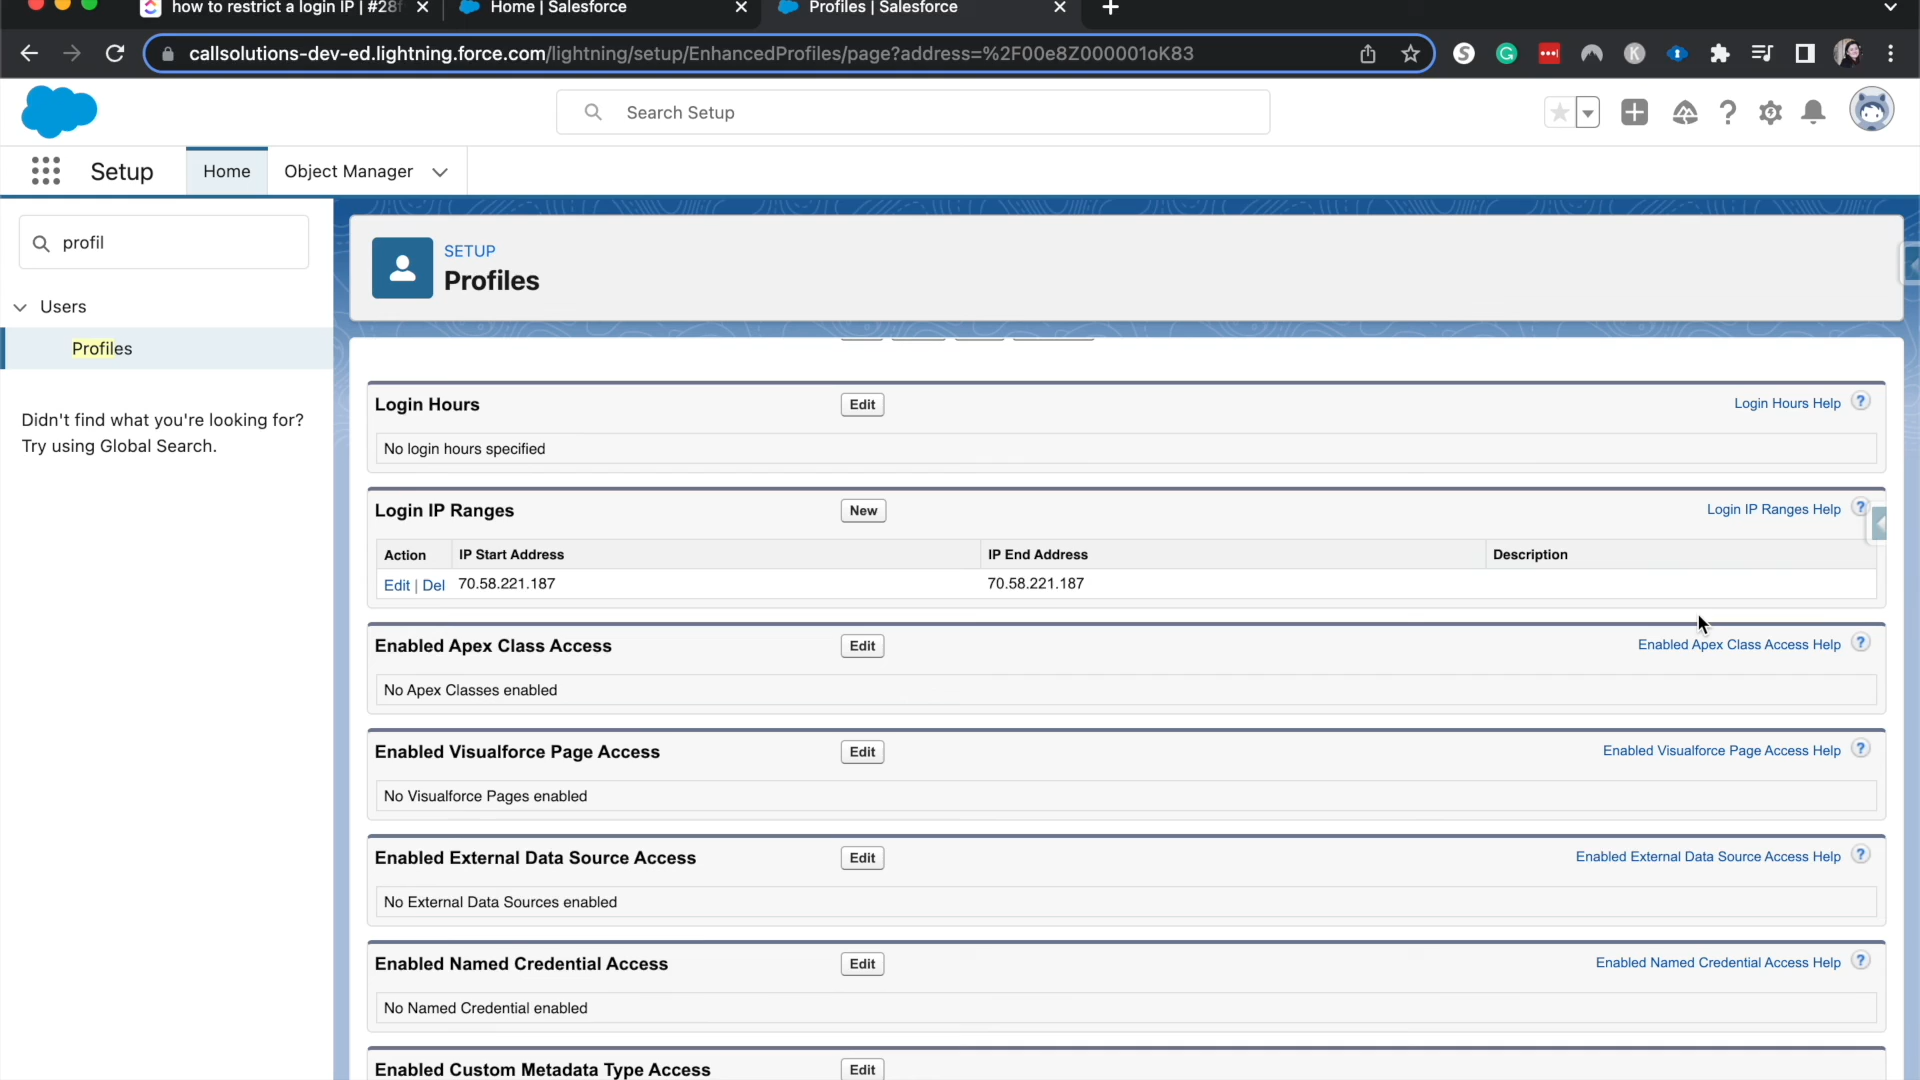 how to restrict a login IP | #28
Home | Salesforce
Profiles | Salesforce
callsolutions-dev-ed.lightning.force.com/lightning/setup/EnhancedProfiles/page?address=%2F00e8Z000001oK83
Search Setup
Setup
Home
Object Manager
profil
Users
Profiles
Didn't find what you're looking for?
Try using Global Search.
SETUP
Profiles
Login Hours
Edit
Login Hours Help ?
No login hours specified
Login IP Ranges
New
Login IP Ranges Help ?
Action IP Start Address IP End Address Description
Edit | Del 70.58.221.187 70.58.221.187
Enabled Apex Class Access
Edit
Enabled Apex Class Access Help ?
No Apex Classes enabled
Enabled Visualforce Page Access
Edit
Enabled Visualforce Page Access Help ?
No Visualforce Pages enabled
Enabled External Data Source Access
Edit
Enabled External Data Source Access Help ?
No External Data Sources enabled
Enabled Named Credential Access
Edit
Enabled Named Credential Access Help ?
No Named Credential enabled
Enabled Custom Metadata Type Access
Edit